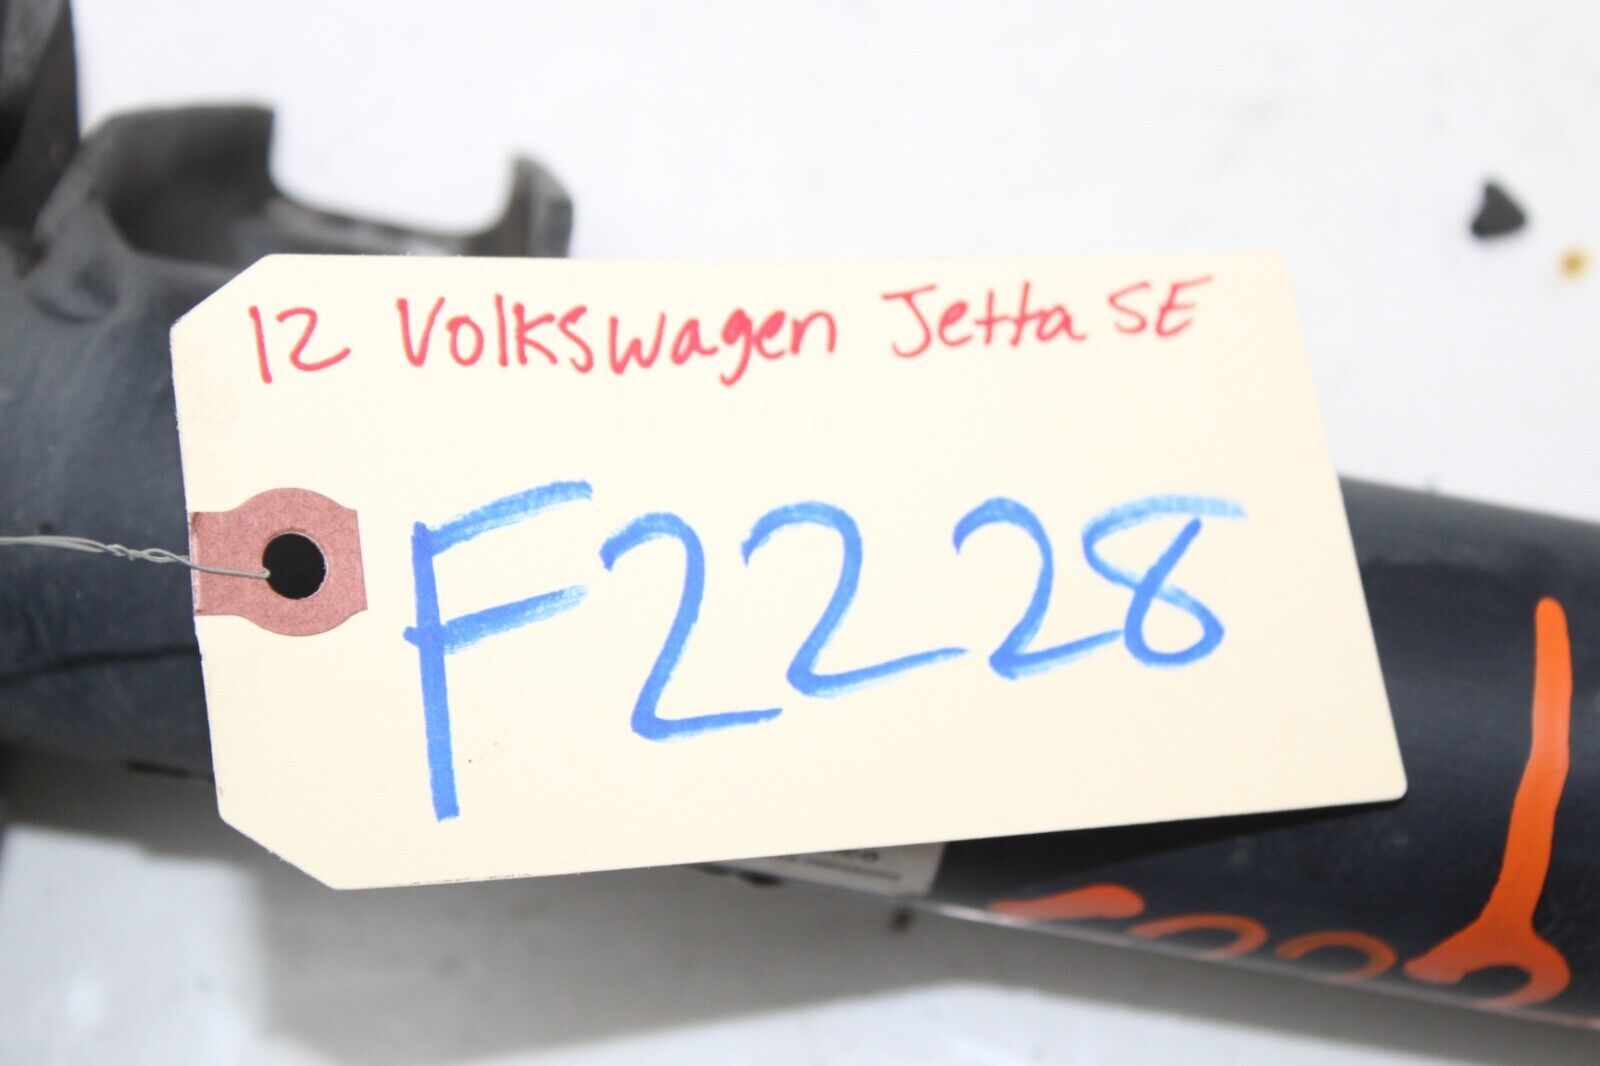 12 Volkswagen Jetta SE
F2228